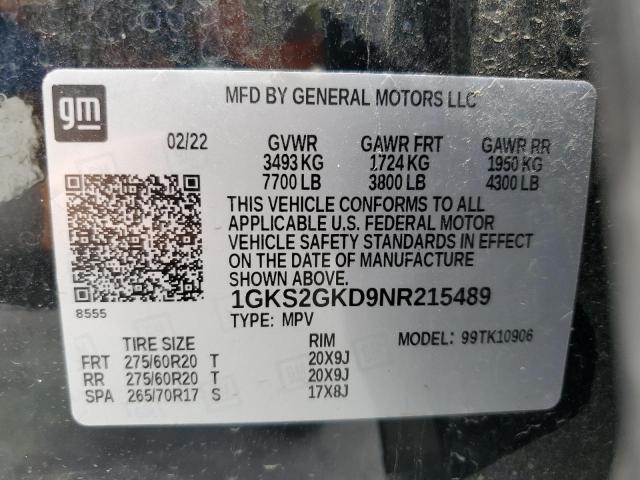 gm
MFD BY GENERAL MOTORS LLC
02/22 GVWR GAWR FRT GAWR RR
3493 KG 1724 KG 1950 KG
7700 LB 3800 LB 4300 LB
THIS VEHICLE CONFORMS TO ALL
APPLICABLE U.S. FEDERAL MOTOR
VEHICLE SAFETY STANDARDS IN EFFECT
ON THE DATE OF MANUFACTURE
SHOWN ABOVE.
8555
1GKS2GKD9NR215489
TYPE: MPV MODEL: 99TK10906
TIRE SIZE RIM
FRT 275/60R20 T 20X9J
RR 275/60R20 T 20X9J
SPA 265/70R17 S 17X8J